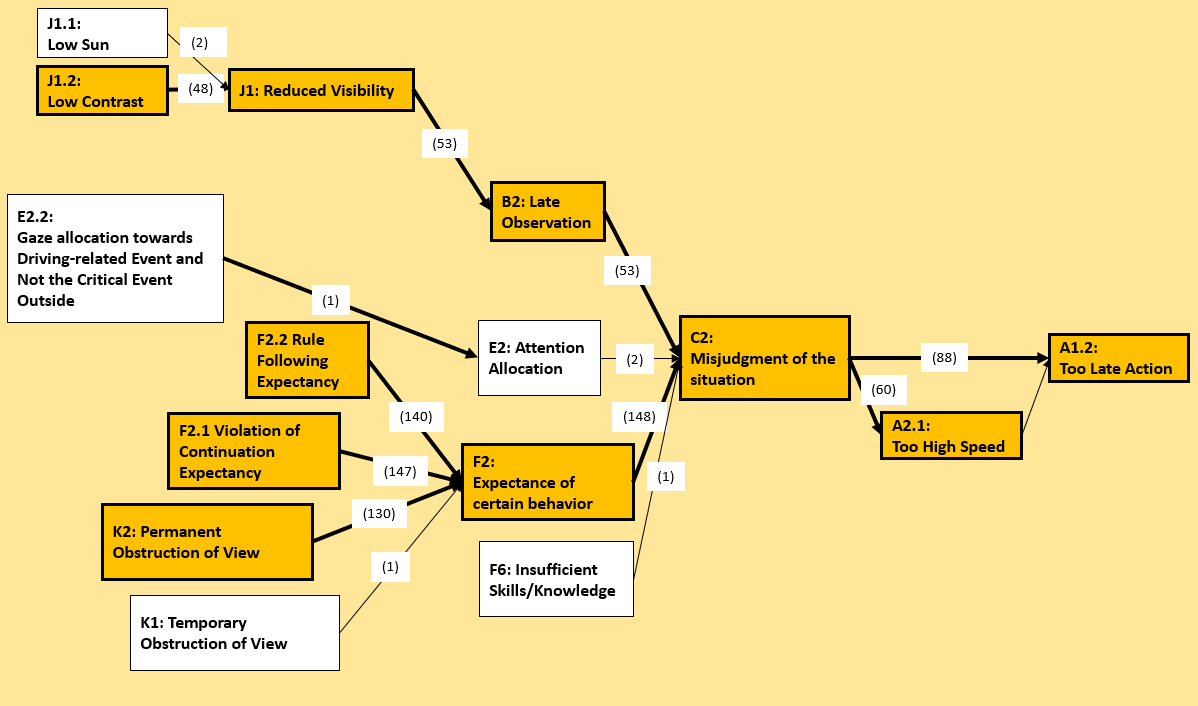 J1.1:
Low Sun
(2)
J1.2:
Low Contrast
(48)
J1: Reduced Visibility
(53)
B2: Late
Observation
(53)
E2.2:
Gaze allocation towards
Driving-related Event and
Not the Critical Event
Outside
(1)
E2: Attention
Allocation
(2)
F2.2 Rule
Following
Expectancy
(140)
F2.1 Violation of
Continuation
Expectancy
(147)
K2: Permanent
Obstruction of View
(130)
K1: Temporary
Obstruction of View
(1)
F2:
Expectance of
certain behavior
(148)
F6: Insufficient
Skills/Knowledge
(1)
C2:
Misjudgment of the
situation
(88)
(60)
A1.2:
Too Late Action
A2.1:
Too High Speed